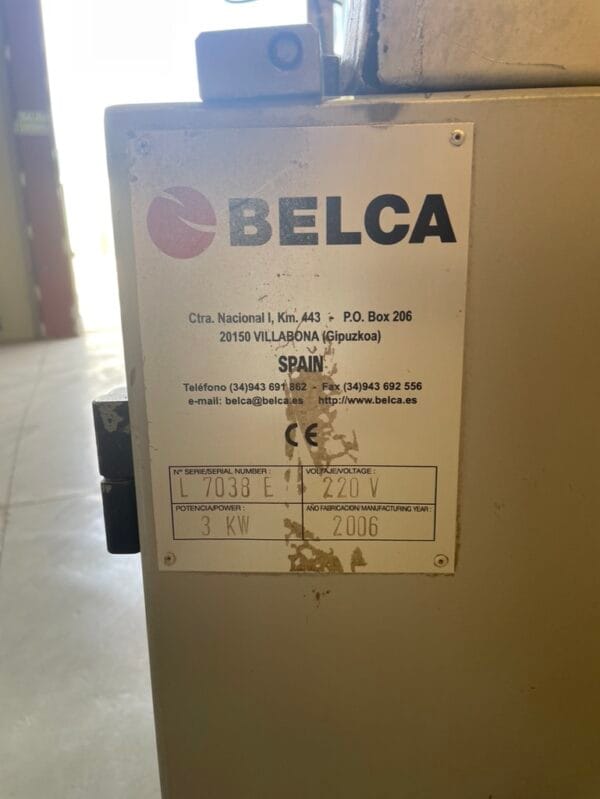 BELCA
Ctra. Nacional I, Km. 443 - P.O. Box 206
20150 VILLABONA (Gipuzkoa)
SPAIN
Teléfono (34)943 691 862 - Fax (34)943 692 556
e-mail: belca@belca.es http://www.belca.es
CE
Nº SERIE/SERIAL NUMBER : VOLTAJE/VOLTAGE :
L 7038 E 220 V
POTENCIA/POWER : AÑO FABRICACION/MANUFACTURING YEAR :
3 KW 2006